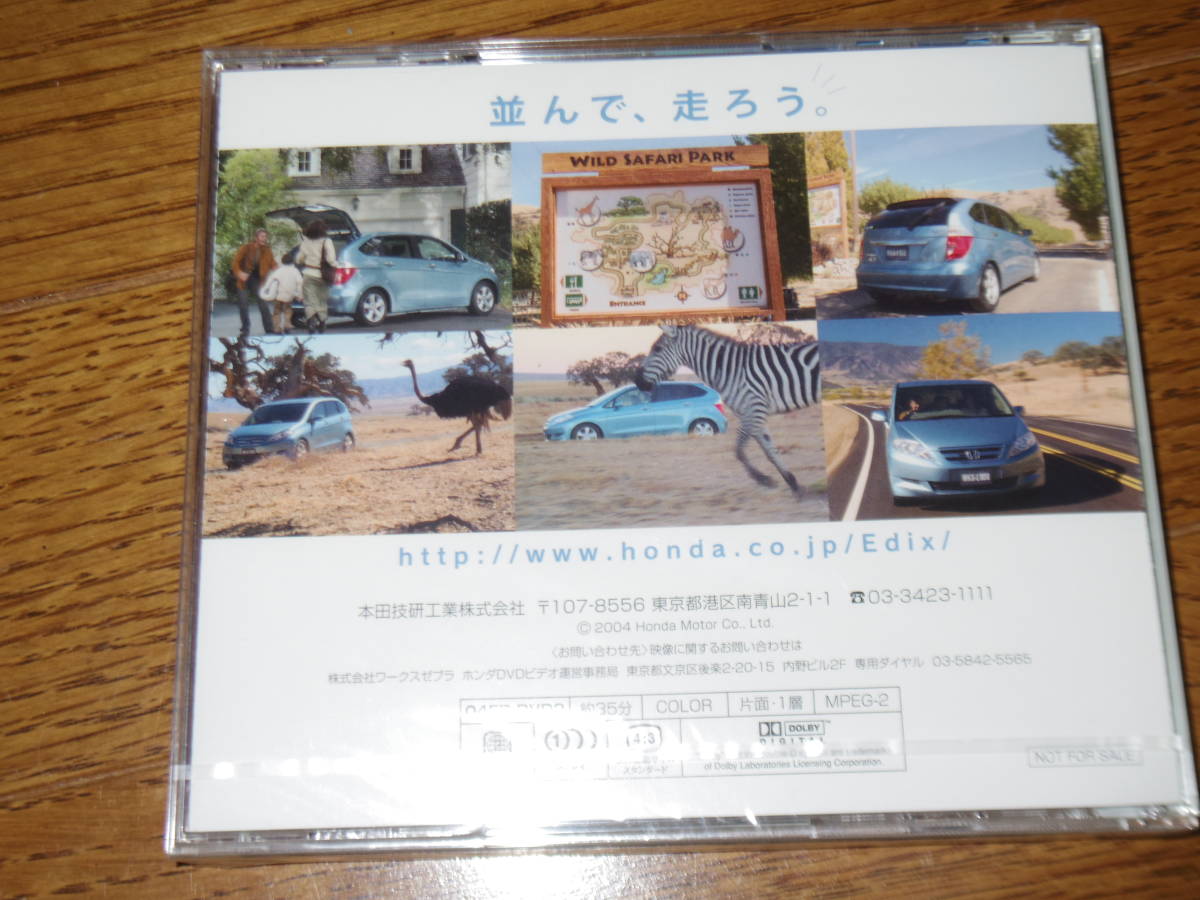 並んで、走ろう。
WILD SAFARI PARK
ENTRANCE
http://www.honda.co.jp/Edix/
本田技研工業株式会社 〒107-8556 東京都港区南青山2-1-1 ☎03-3423-1111
© 2004 Honda Motor Co., Ltd.
〈お問い合わせ先〉映像に関するお問い合わせは
株式会社ワークスゼブラ ホンダDVDビデオ運営事務局 東京都文京区後楽2-20-15 内野ビル2F 専用ダイヤル 03-5842-5565
約35分 COLOR 片面・1層 MPEG-2
1 4:3 DOLBY
DIGITAL
スタンダード
trademarks
of Dolby Laboratories Licensing Corporation.
NOT FOR SALE